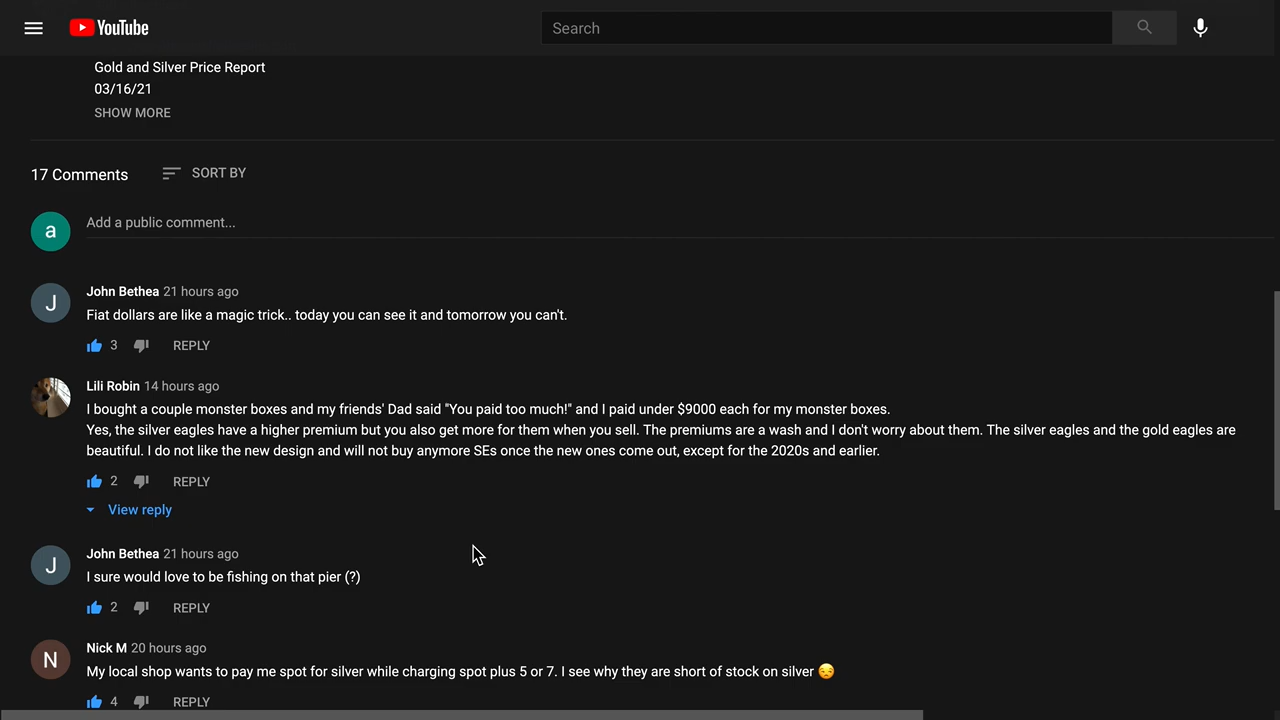 YouTube
Search
Gold and Silver Price Report
03/16/21
SHOW MORE
17 Comments
SORT BY
a
Add a public comment...
J
John Bethea 21 hours ago
Fiat dollars are like a magic trick.. today you can see it and tomorrow you can't.
3
REPLY
Lili Robin 14 hours ago
I bought a couple monster boxes and my friends' Dad said "You paid too much!" and I paid under $9000 each for my monster boxes.
Yes, the silver eagles have a higher premium but you also get more for them when you sell. The premiums are a wash and I don't worry about them. The silver eagles and the gold eagles are
beautiful. I do not like the new design and will not buy anymore SEs once the new ones come out, except for the 2020s and earlier.
2
REPLY
View reply
J
John Bethea 21 hours ago
I sure would love to be fishing on that pier (?)
2
REPLY
N
Nick M 20 hours ago
My local shop wants to pay me spot for silver while charging spot plus 5 or 7. I see why they are short of stock on silver 😒
4
REPLY